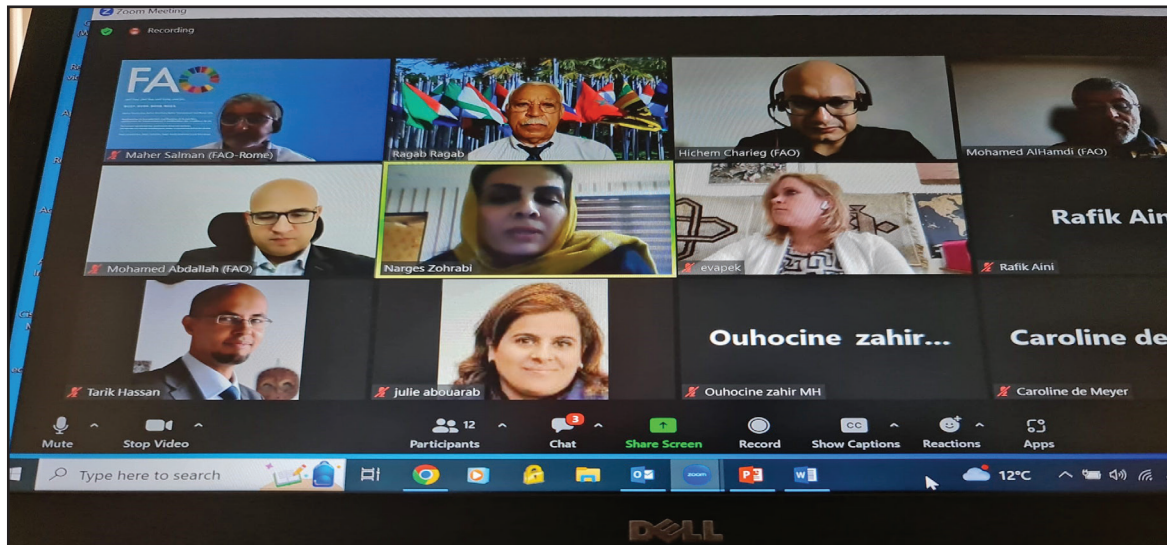 Zoom Meeting
Recording
FAO
Maher Salman (FAO-Rome)
Ragab Ragab
Hichem Charieg (FAO)
Mohamed AlHamdi (FAO)
Mohamed Abdallah (FAO)
Narges Zohrabi
evapek
Rafik Ain
Rafik Aini
Tarik Hassan
julie abouarab
Ouhocine zahir...
Ouhocine zahir MH
Caroline de
Caroline de Meyer
Mute
Stop Video
12
Participants
3
Chat
Share Screen
Record
CC
Show Captions
Reactions
Apps
Type here to search
zoom
12°C
DELL